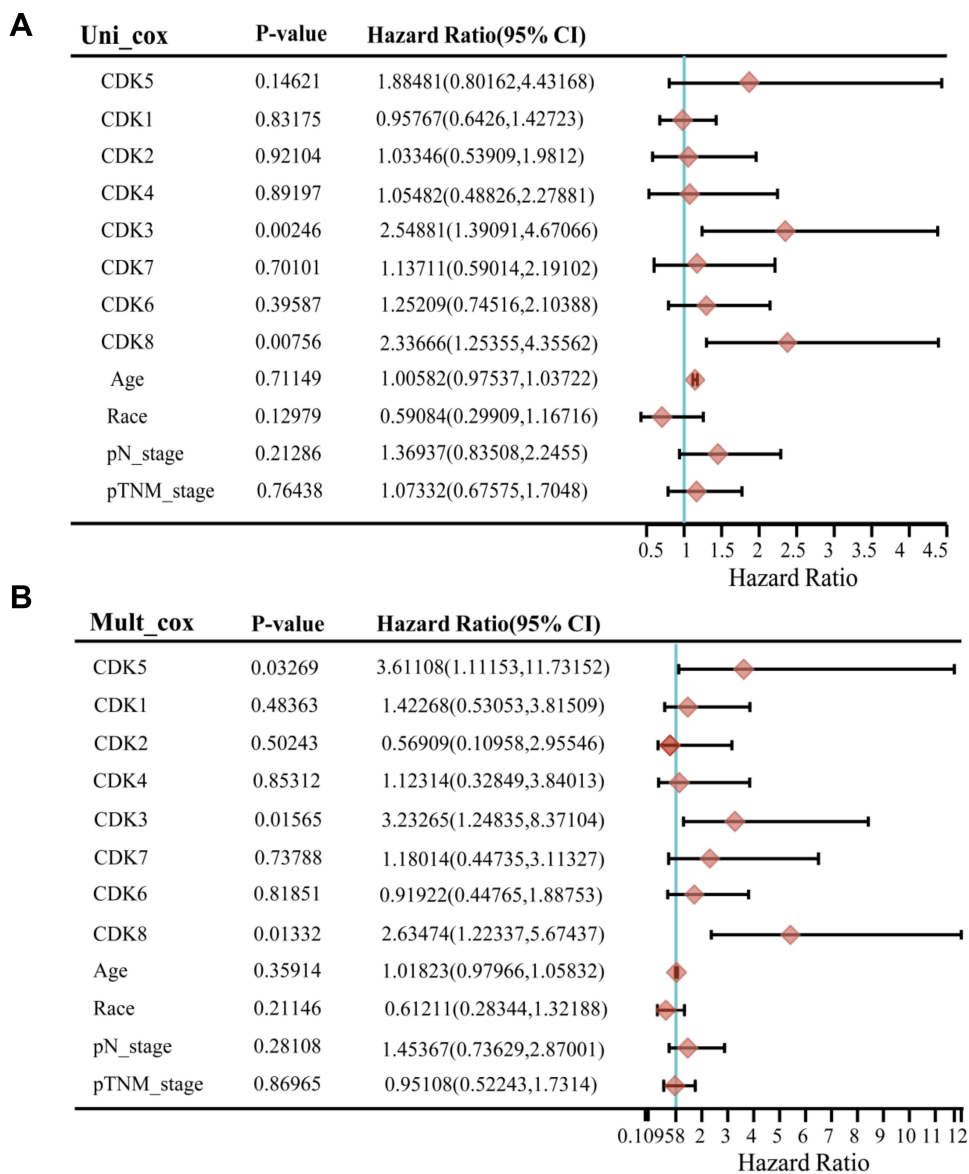 A
Uni_cox P-value Hazard Ratio(95% CI)
CDK5 0.14621 1.88481(0.80162,4.43168)
CDK1 0.83175 0.95767(0.6426,1.42723)
CDK2 0.92104 1.03346(0.53909,1.9812)
CDK4 0.89197 1.05482(0.48826,2.27881)
CDK3 0.00246 2.54881(1.39091,4.67066)
CDK7 0.70101 1.13711(0.59014,2.19102)
CDK6 0.39587 1.25209(0.74516,2.10388)
CDK8 0.00756 2.33666(1.25355,4.35562)
Age 0.71149 1.00582(0.97537,1.03722)
Race 0.12979 0.59084(0.29909,1.16716)
pN_stage 0.21286 1.36937(0.83508,2.2455)
pTNM_stage 0.76438 1.07332(0.67575,1.7048)
0.5 1 1.5 2 2.5 3 3.5 4 4.5
Hazard Ratio
B
Mult_cox P-value Hazard Ratio(95% CI)
CDK5 0.03269 3.61108(1.11153,11.73152)
CDK1 0.48363 1.42268(0.53053,3.81509)
CDK2 0.50243 0.56909(0.10958,2.95546)
CDK4 0.85312 1.12314(0.32849,3.84013)
CDK3 0.01565 3.23265(1.24835,8.37104)
CDK7 0.73788 1.18014(0.44735,3.11327)
CDK6 0.81851 0.91922(0.44765,1.88753)
CDK8 0.01332 2.63474(1.22337,5.67437)
Age 0.35914 1.01823(0.97966,1.05832)
Race 0.21146 0.61211(0.28344,1.32188)
pN_stage 0.28108 1.45367(0.73629,2.87001)
pTNM_stage 0.86965 0.95108(0.52243,1.7314)
0.10958 2 3 4 5 6 7 8 9 10 11 12
Hazard Ratio